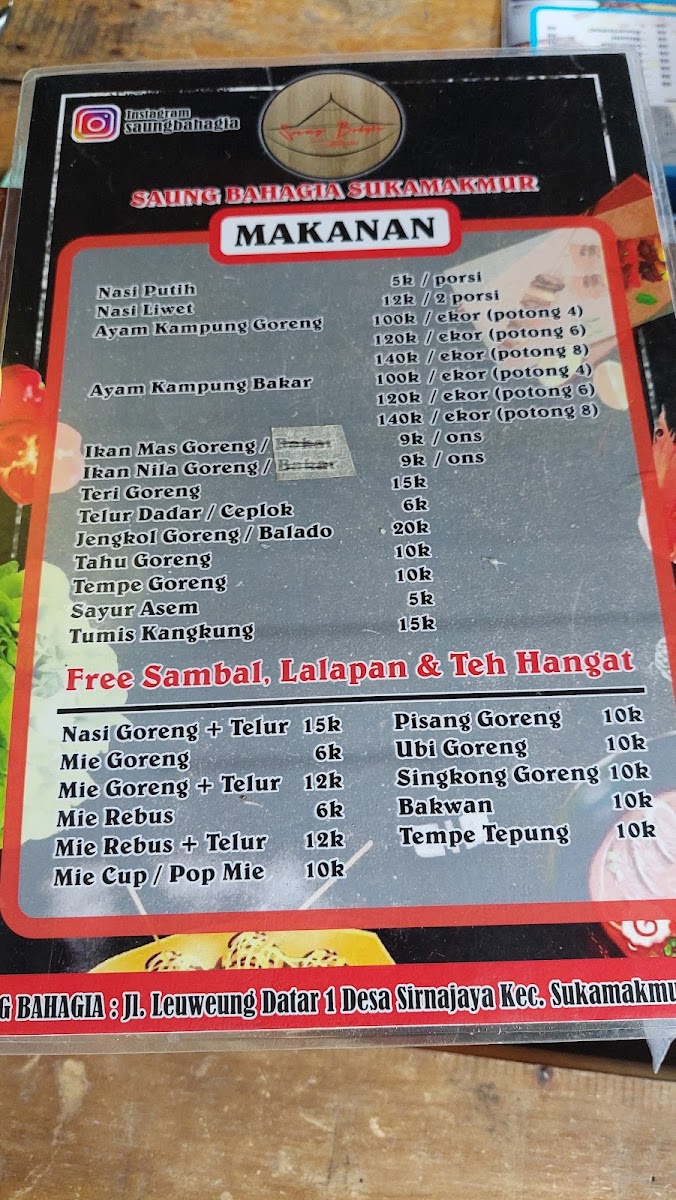 Instagram
saungbahagia
SAUNG BAHAGIA SUKAMAKMUR
MAKANAN
Nasi Putih 5k / porsi
Nasi Liwet 12k / 2 porsi
Ayam Kampung Goreng 100k / ekor (potong 4)
120k / ekor (potong 6)
140k / ekor (potong 8)
Ayam Kampung Bakar 100k / ekor (potong 4)
120k / ekor (potong 6)
140k / ekor (potong 8)
Ikan Mas Goreng / Bakar 9k / ons
Ikan Nila Goreng / Bakar 9k / ons
Teri Goreng 15k
Telur Dadar / Ceplok 6k
Jengkol Goreng / Balado 20k
Tahu Goreng 10k
Tempe Goreng 10k
Sayur Asem 5k
Tumis Kangkung 15k
Free Sambal, Lalapan & Teh Hangat
Nasi Goreng + Telur 15k
Mie Goreng 6k
Mie Goreng + Telur 12k
Mie Rebus 6k
Mie Rebus + Telur 12k
Mie Cup / Pop Mie 10k
Pisang Goreng 10k
Ubi Goreng 10k
Singkong Goreng 10k
Bakwan 10k
Tempe Tepung 10k
G BAHAGIA : Jl. Leuweung Datar 1 Desa Sirnajaya Kec. Sukamakmu